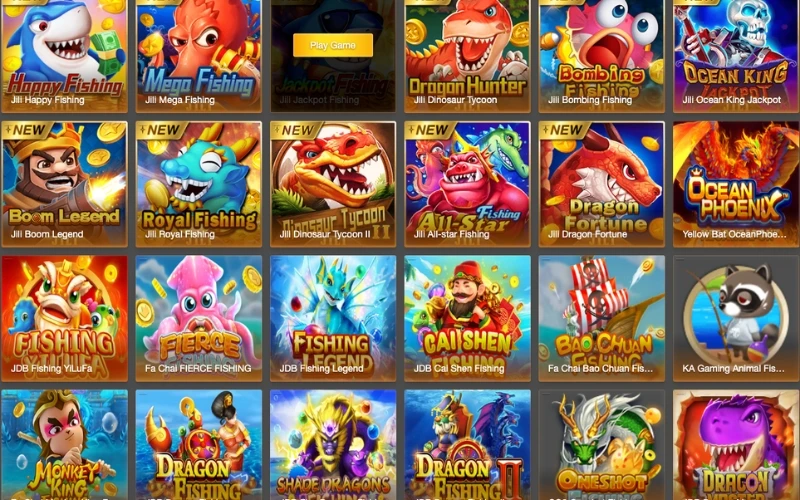 Happy Fishing
Jili Happy Fishing
Mega Fishing
Jili Mega Fishing
Play Game
Jackpot Fishing
Jili Jackpot Fishing
Dragon Hunter
Jili Dinosaur Tycoon
Bombing Fishing
Jili Bombing Fishing
OCEAN KING JACKPOT
Jili Ocean King Jackpot
NEW
Boom Legend
Jili Boom Legend
NEW
Royal Fishing
Jili Royal Fishing
NEW
Dinosaur Tycoon II
Jili Dinosaur Tycoon II
NEW
All-Star Fishing
Jili All-star Fishing
NEW
Dragon Fortune
Jili Dragon Fortune
OCEAN PHOENIX
Yellow Bat OceanPhoe...
FISHING YILUFA
JDB Fishing YiLuFa
FIERCE FISHING
Fa Chai FIERCE FISHING
FISHING LEGEND
JDB Fishing Legend
CAI SHEN FISHING
JDB Cai Shen Fishing
BAO CHUAN FISHING
Fa Chai Bao Chuan Fis...
KA Gaming Animal Fis...
MONKEY KING
DRAGON FISHING
SHADE DRAGONS
DRAGON FISHING II
ONESHOT
DRAGON